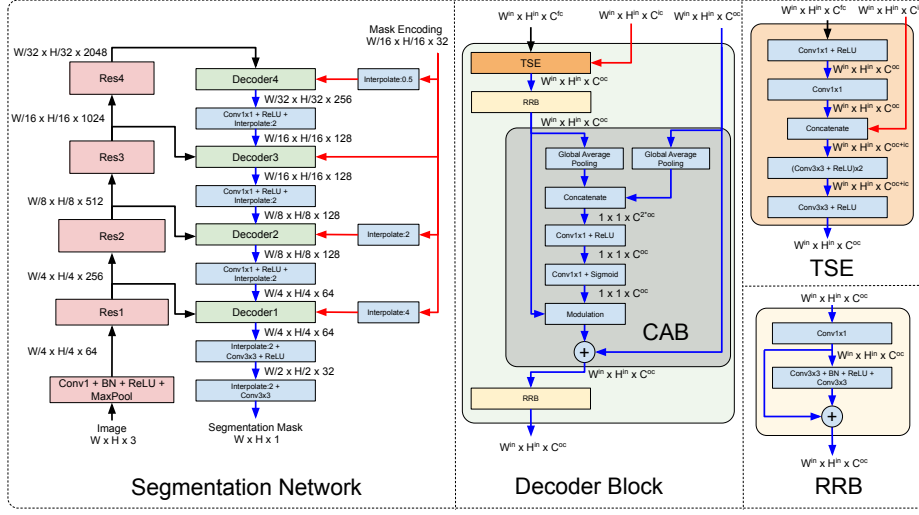 W/32 x H/32 x 2048
Res4
W/16 x H/16 x 1024
Res3
W/8 x H/8 x 512
Res2
W/4 x H/4 x 256
Res1
W/4 x H/4 x 64
Conv1 + BN + ReLU +
MaxPool
Image
W x H x 3
Mask Encoding
W/16 x H/16 x 32
Decoder4
Interpolate:0.5
W/32 x H/32 x 256
Conv1x1 + ReLU +
Interpolate:2
W/16 x H/16 x 128
Decoder3
W/16 x H/16 x 128
Conv1x1 + ReLU +
Interpolate:2
W/8 x H/8 x 128
Decoder2
Interpolate:2
W/8 x H/8 x 128
Conv1x1 + ReLU +
Interpolate:2
W/4 x H/4 x 64
Decoder1
Interpolate:4
W/4 x H/4 x 64
Interpolate:2 +
Conv3x3 + ReLU
W/2 x H/2 x 32
Interpolate:2 +
Conv3x3
Segmentation Mask
W x H x 1
Segmentation Network
W^in x H^in x C^fc
W^in x H^in x C^ic
W^in x H^in x C^oc
TSE
W^in x H^in x C^oc
RRB
W^in x H^in x C^oc
Global Average
Pooling
Global Average
Pooling
Concatenate
1 x 1 x C^2*oc
Conv1x1 + ReLU
1 x 1 x C^oc
Conv1x1 + Sigmoid
1 x 1 x C^oc
Modulation
CAB
+
W^in x H^in x C^oc
RRB
W^in x H^in x C^oc
Decoder Block
W^in x H^in x C^fc
W^in x H^in x C
Conv1x1 + ReLU
W^in x H^in x C^oc
Conv1x1
W^in x H^in x C^oc
Concatenate
W^in x H^in x C^oc+ic
(Conv3x3 + ReLU)x2
W^in x H^in x C^oc+ic
Conv3x3 + ReLU
W^in x H^in x C^oc
TSE
W^in x H^in x C^oc
Conv1x1
W^in x H^in x C^oc
Conv3x3 + BN + ReLU +
Conv3x3
+
W^in x H^in x C^oc
RRB